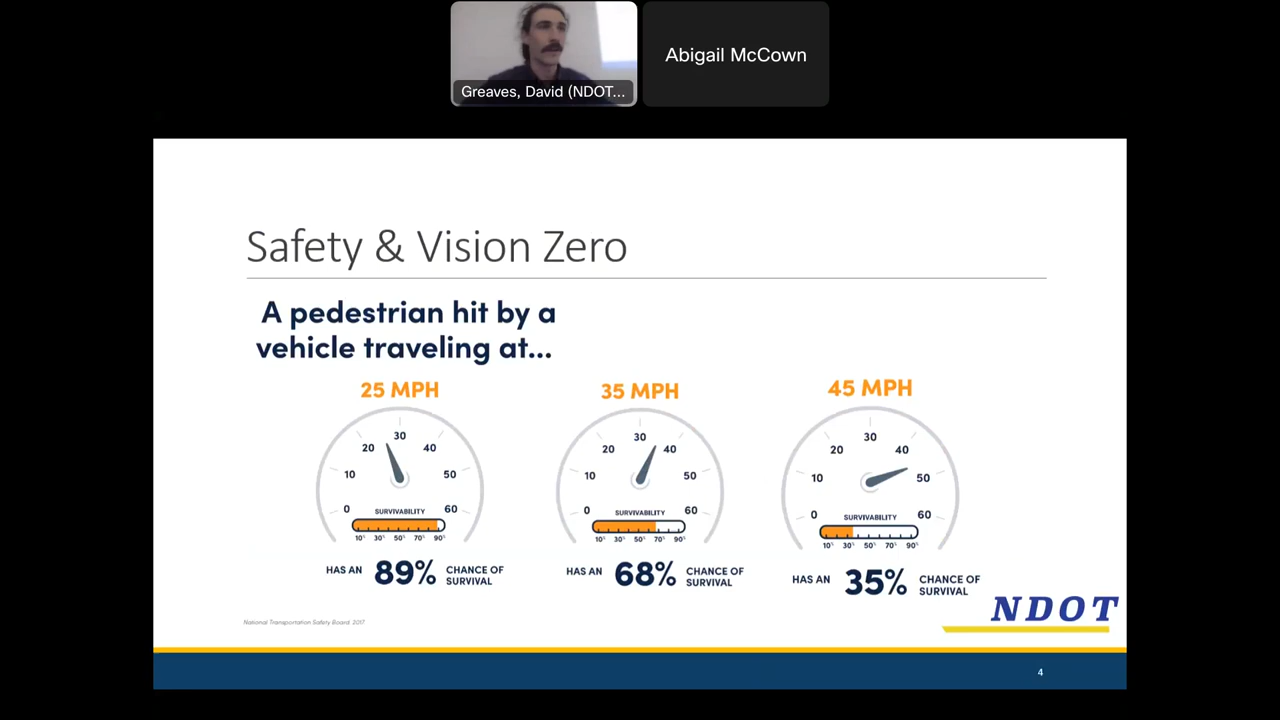 Greaves, David (NDOT...
Abigail McCown
Safety & Vision Zero
A pedestrian hit by a
vehicle traveling at...
25 MPH
0 10 20 30 40 50 60
SURVIVABILITY
10% 30% 50% 70% 90%
HAS AN 89% CHANCE OF SURVIVAL
35 MPH
0 10 20 30 40 50 60
SURVIVABILITY
10% 30% 50% 70% 90%
HAS AN 68% CHANCE OF SURVIVAL
45 MPH
0 10 20 30 40 50 60
SURVIVABILITY
10% 30% 50% 70% 90%
HAS AN 35% CHANCE OF SURVIVAL
National Transportation Safety Board. 2017
NDOT
4